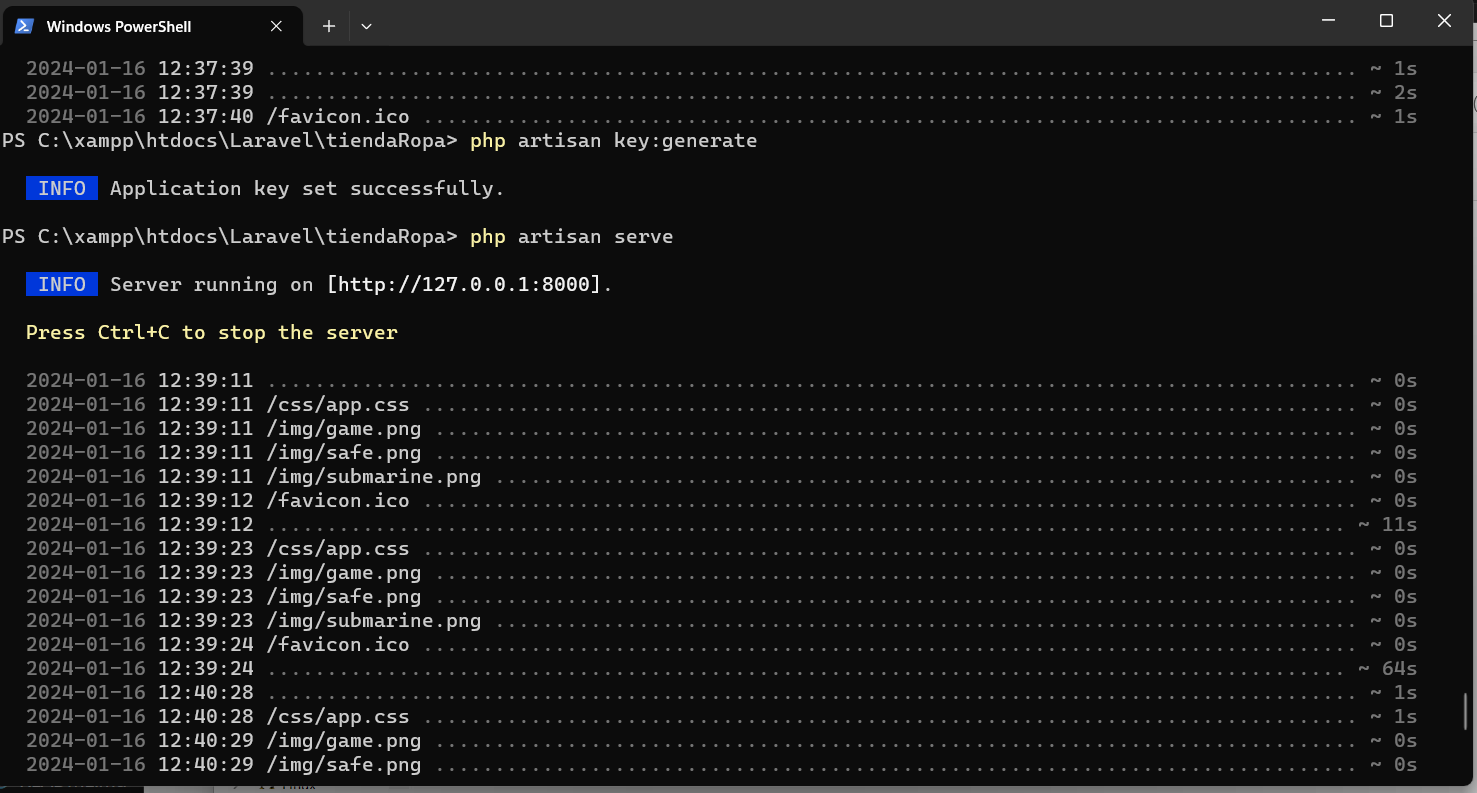 Windows PowerShell
2024-01-16 12:37:39 ........................................................................................... ~ 1s
2024-01-16 12:37:39 ........................................................................................... ~ 2s
2024-01-16 12:37:40 /favicon.ico .............................................................................. ~ 1s
PS C:\xampp\htdocs\Laravel\tiendaRopa> php artisan key:generate
INFO Application key set successfully.
PS C:\xampp\htdocs\Laravel\tiendaRopa> php artisan serve
INFO Server running on [http://127.0.0.1:8000].
Press Ctrl+C to stop the server
2024-01-16 12:39:11 ........................................................................................... ~ 0s
2024-01-16 12:39:11 /css/app.css .............................................................................. ~ 0s
2024-01-16 12:39:11 /img/game.png ............................................................................. ~ 0s
2024-01-16 12:39:11 /img/safe.png ............................................................................. ~ 0s
2024-01-16 12:39:11 /img/submarine.png ........................................................................ ~ 0s
2024-01-16 12:39:12 /favicon.ico .............................................................................. ~ 0s
2024-01-16 12:39:12 .......................................................................................... ~ 11s
2024-01-16 12:39:23 /css/app.css .............................................................................. ~ 0s
2024-01-16 12:39:23 /img/game.png ............................................................................. ~ 0s
2024-01-16 12:39:23 /img/safe.png ............................................................................. ~ 0s
2024-01-16 12:39:23 /img/submarine.png ........................................................................ ~ 0s
2024-01-16 12:39:24 /favicon.ico .............................................................................. ~ 0s
2024-01-16 12:39:24 .......................................................................................... ~ 64s
2024-01-16 12:40:28 ........................................................................................... ~ 1s
2024-01-16 12:40:28 /css/app.css .............................................................................. ~ 1s
2024-01-16 12:40:29 /img/game.png ............................................................................. ~ 0s
2024-01-16 12:40:29 /img/safe.png ............................................................................. ~ 0s